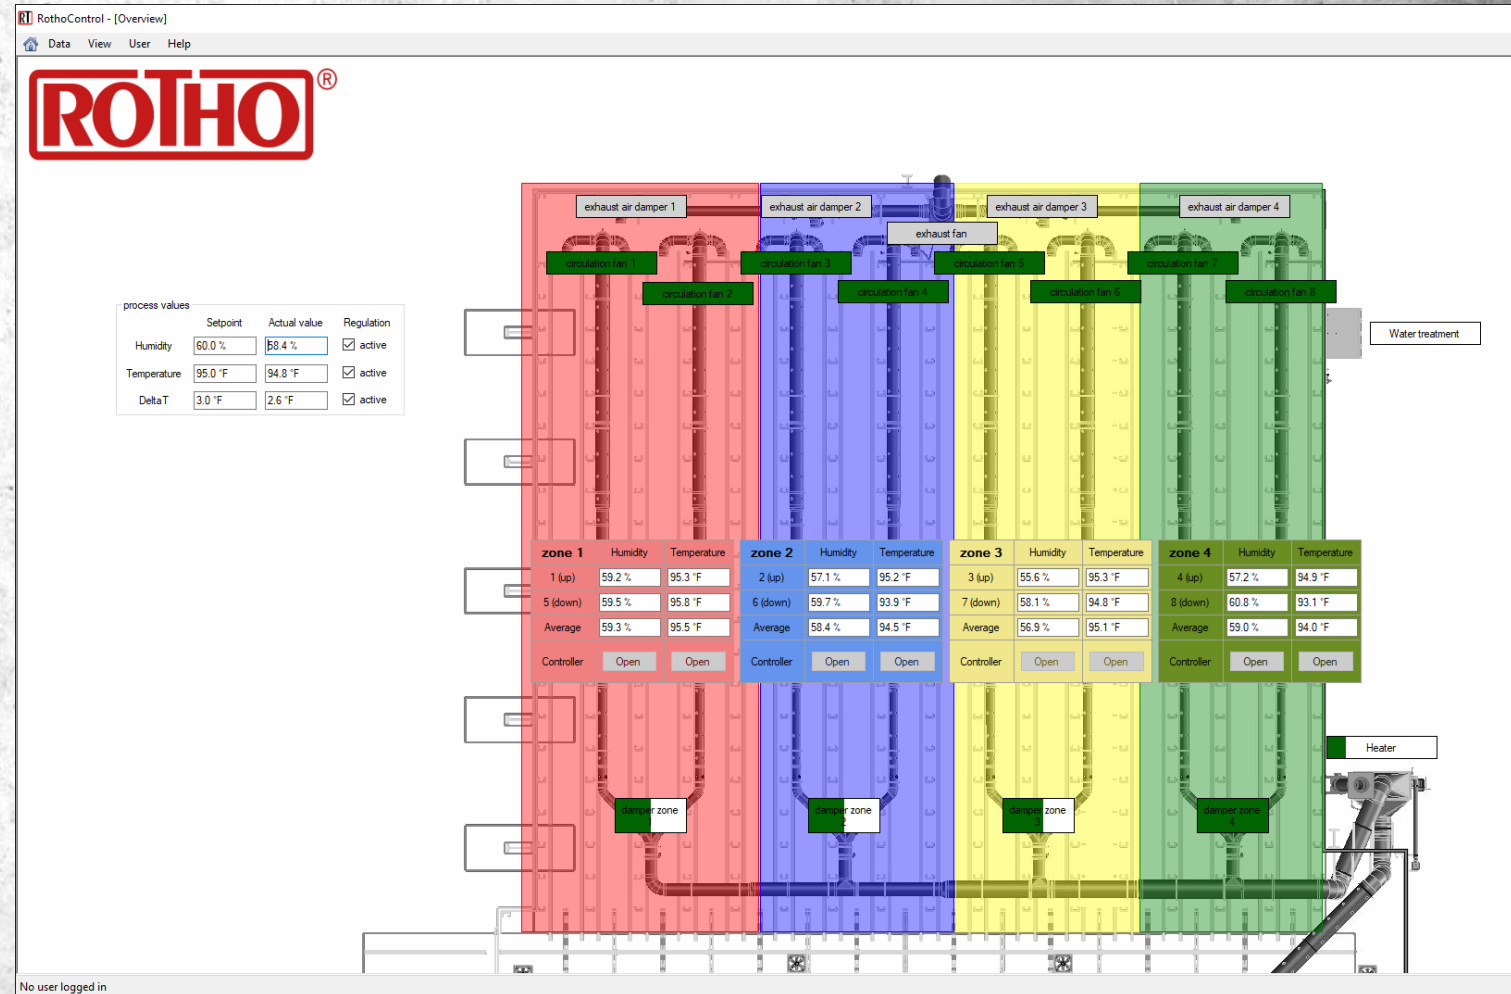 RT RothoControl - [Overview]
Data View User Help
ROTHO®
exhaust air damper 1 exhaust air damper 2 exhaust air damper 3 exhaust air damper 4
exhaust fan
circulation fan 1 circulation fan 3 circulation fan 5 circulation fan 7
circulation fan 2 circulation fan 4 circulation fan 6 circulation fan 8
process values
Setpoint Actual value Regulation
Humidity 60.0 % 58.4 % active
Temperature 95.0 °F 94.8 °F active
DeltaT 3.0 °F 2.6 °F active
Water treatment
zone 1 Humidity Temperature zone 2 Humidity Temperature zone 3 Humidity Temperature zone 4 Humidity Temperature
1 (up) 59.2 % 95.3 °F 2 (up) 57.1 % 95.2 °F 3 (up) 55.6 % 95.3 °F 4 (up) 57.2 % 94.9 °F
5 (down) 59.5 % 95.8 °F 6 (down) 59.7 % 93.9 °F 7 (down) 58.1 % 94.8 °F 8 (down) 60.8 % 93.1 °F
Average 59.3 % 95.5 °F Average 58.4 % 94.5 °F Average 56.9 % 95.1 °F Average 59.0 % 94.0 °F
Controller Open Open Controller Open Open Controller Open Open Controller Open Open
Heater
damper zone damper zone damper zone damper zone
1 2 3 4
No user logged in